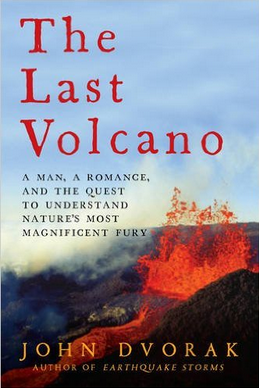 The
Last
Volcano
A MAN, A ROMANCE,
AND THE QUEST
TO UNDERSTAND
NATURE'S MOST
MAGNIFICENT FURY
JOHN DVORAK
AUTHOR OF EARTHQUAKE STORMS